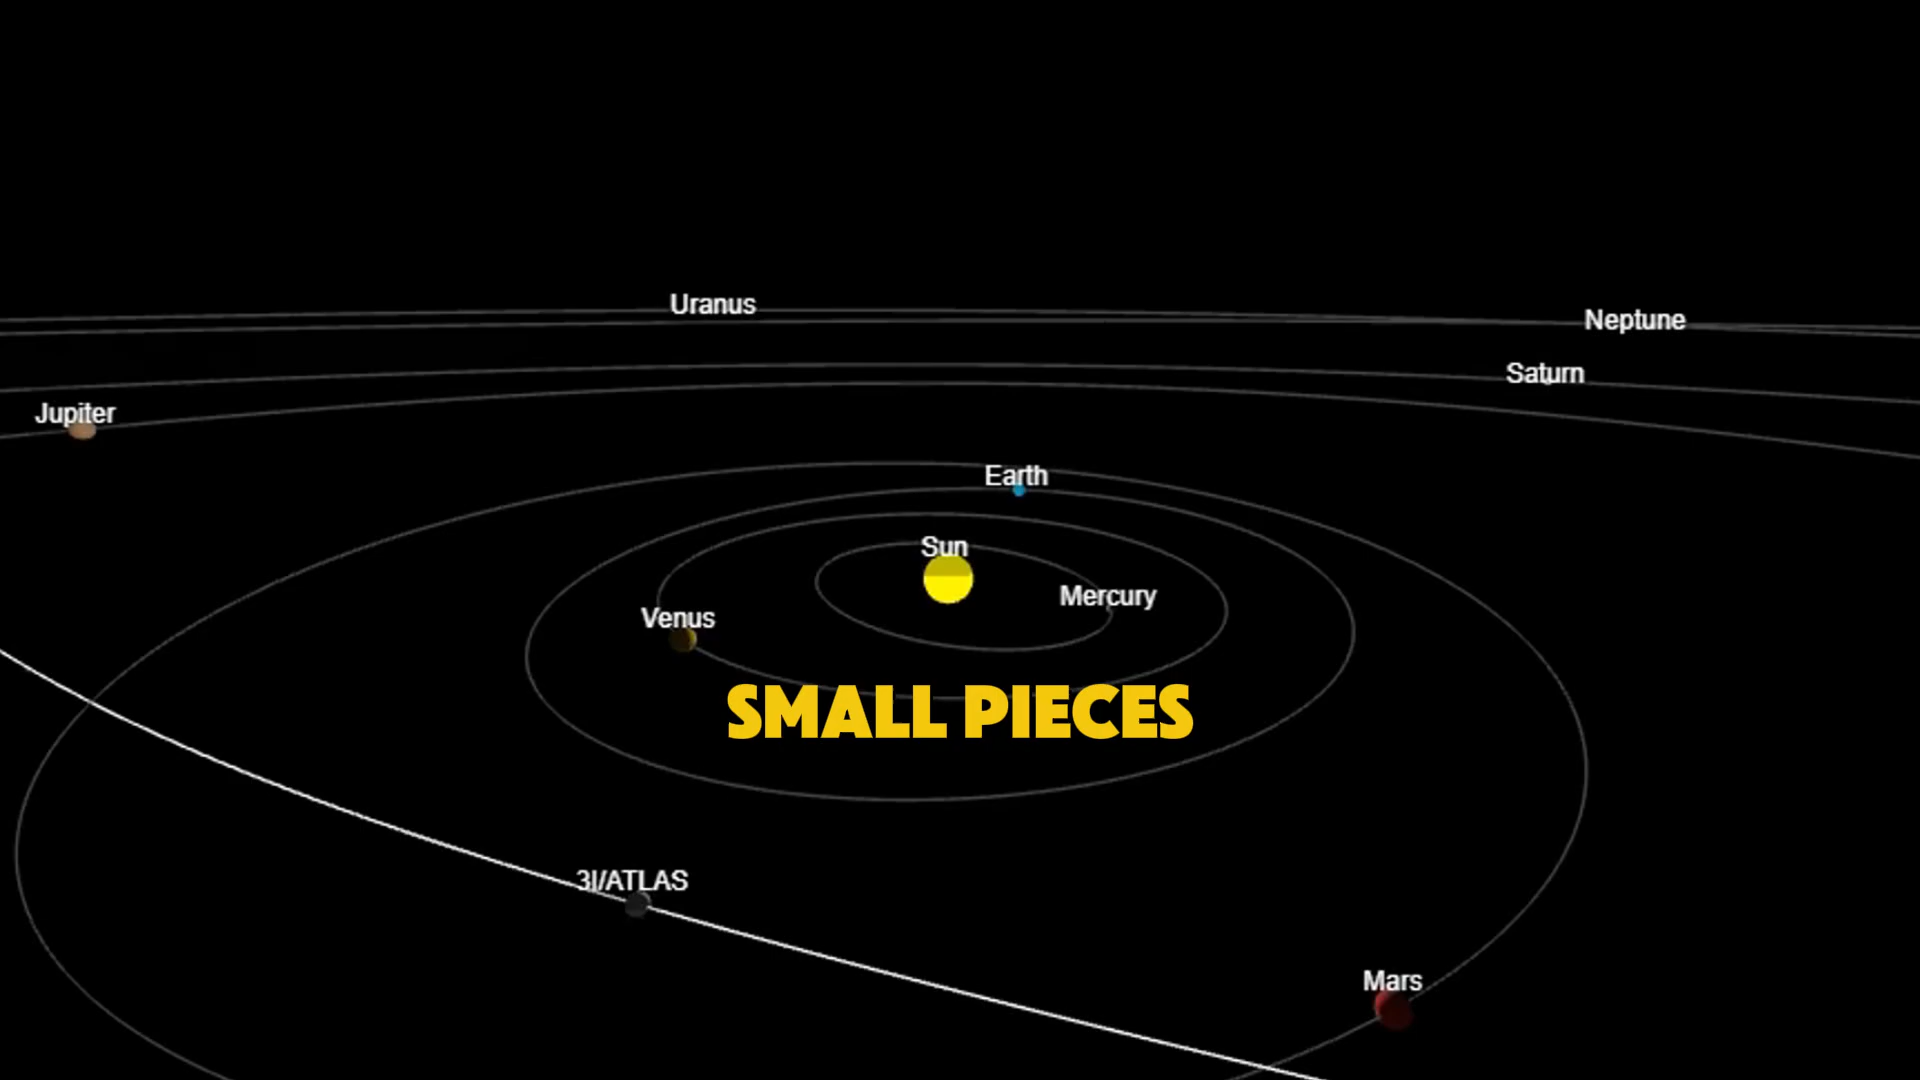 Uranus
Neptune
Saturn
Jupiter
Earth
Sun
Mercury
Venus
SMALL PIECES
3I/ATLAS
Mars